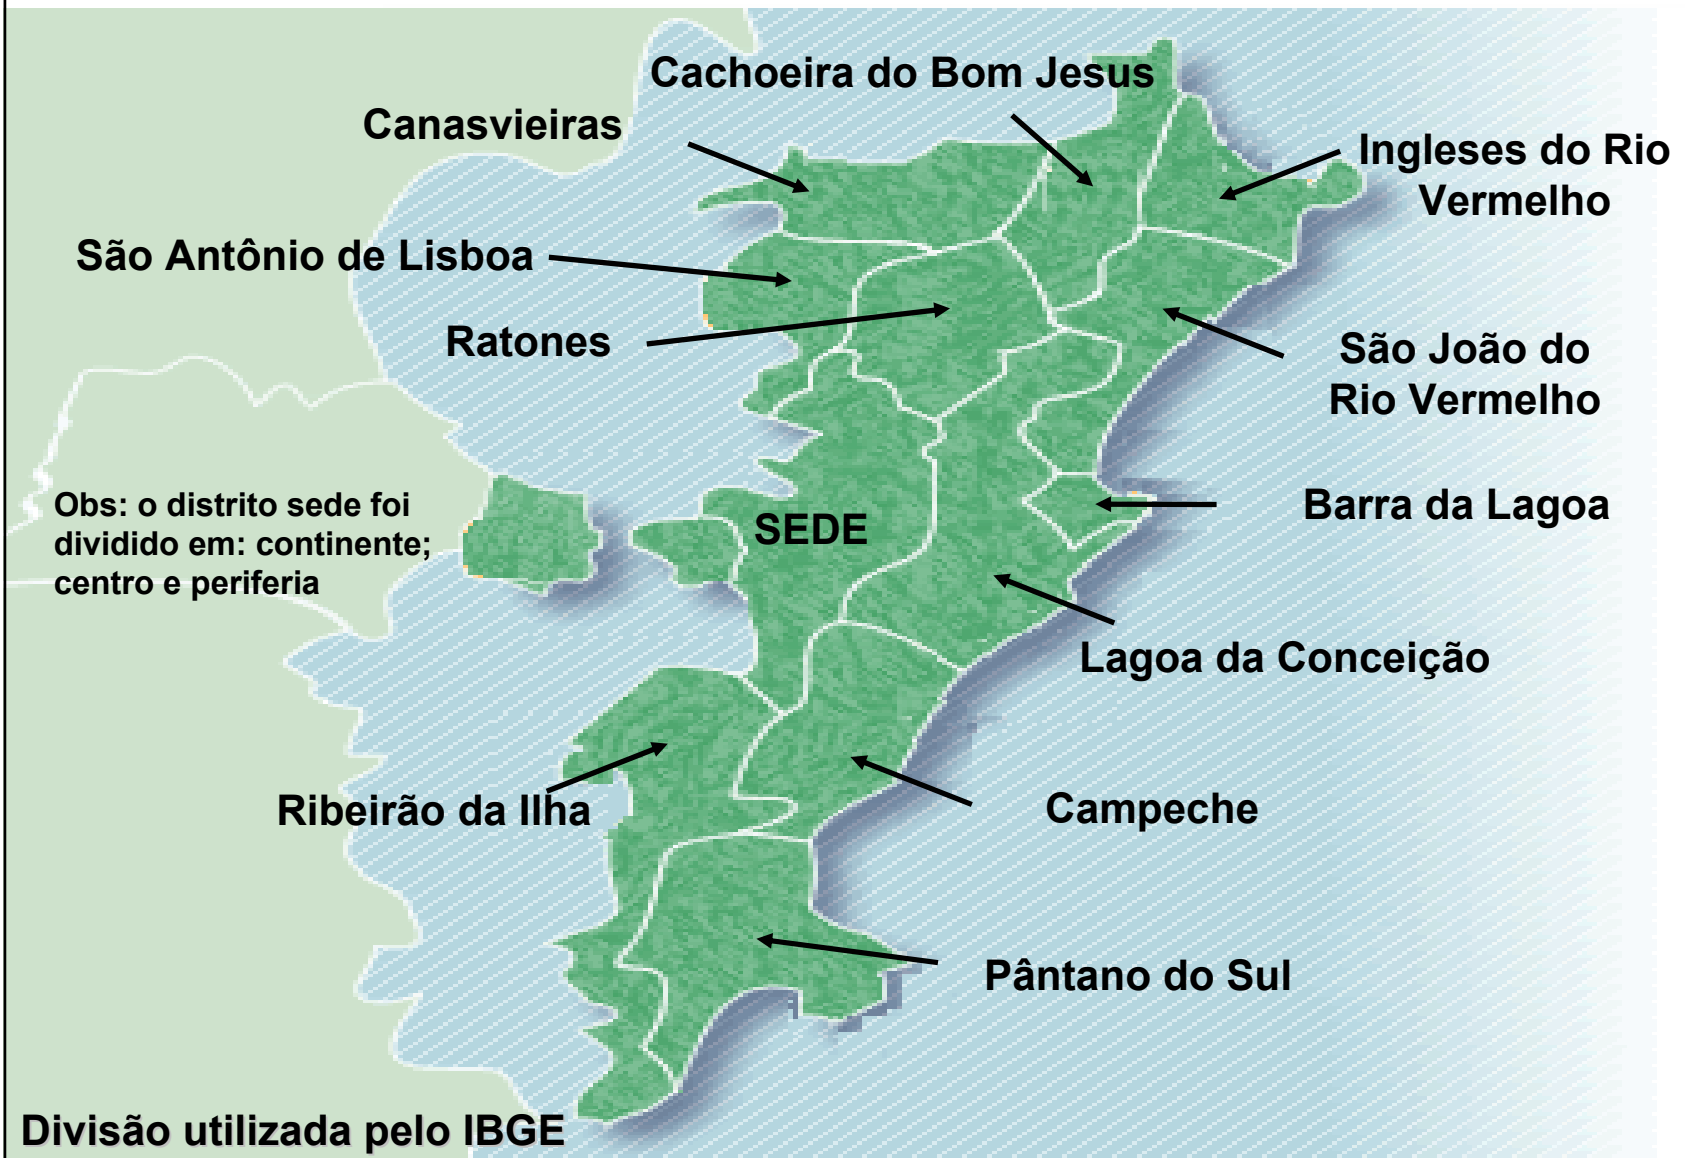 Cachoeira do Bom Jesus
Canasvieiras
Ingleses do Rio
Vermelho
São Antônio de Lisboa
Ratones
São João do
Rio Vermelho
Obs: o distrito sede foi
dividido em: continente;
centro e periferia
SEDE
Barra da Lagoa
Lagoa da Conceição
Ribeirão da Ilha
Campeche
Pântano do Sul
Divisão utilizada pelo IBGE